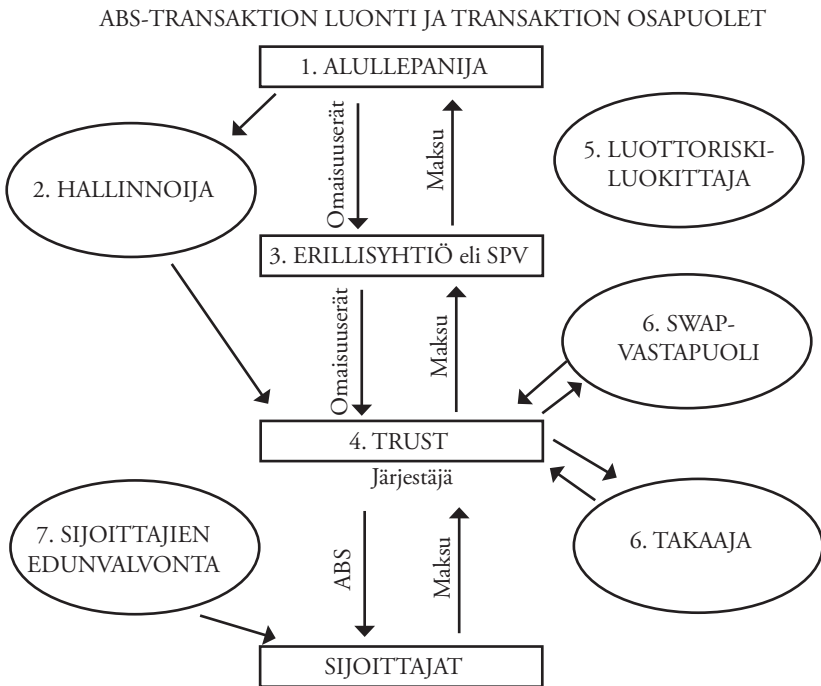 ABS-TRANSAKTION LUONTI JA TRANSAKTION OSAPUOLET
1. ALULLEPANIJA
Omaisuuserät
Maksu
5. LUOTTORISKI-
LUOKITTAJA
2. HALLINNOIJA
3. ERILLISYHTIÖ eli SPV
Omaisuuserät
Maksu
6. SWAP-
VASTAPUOLI
4. TRUST
Järjestäjä
7. SIJOITTAJIEN
EDUNVALVONTA
ABS
Maksu
6. TAKAAJA
SIJOITTAJAT